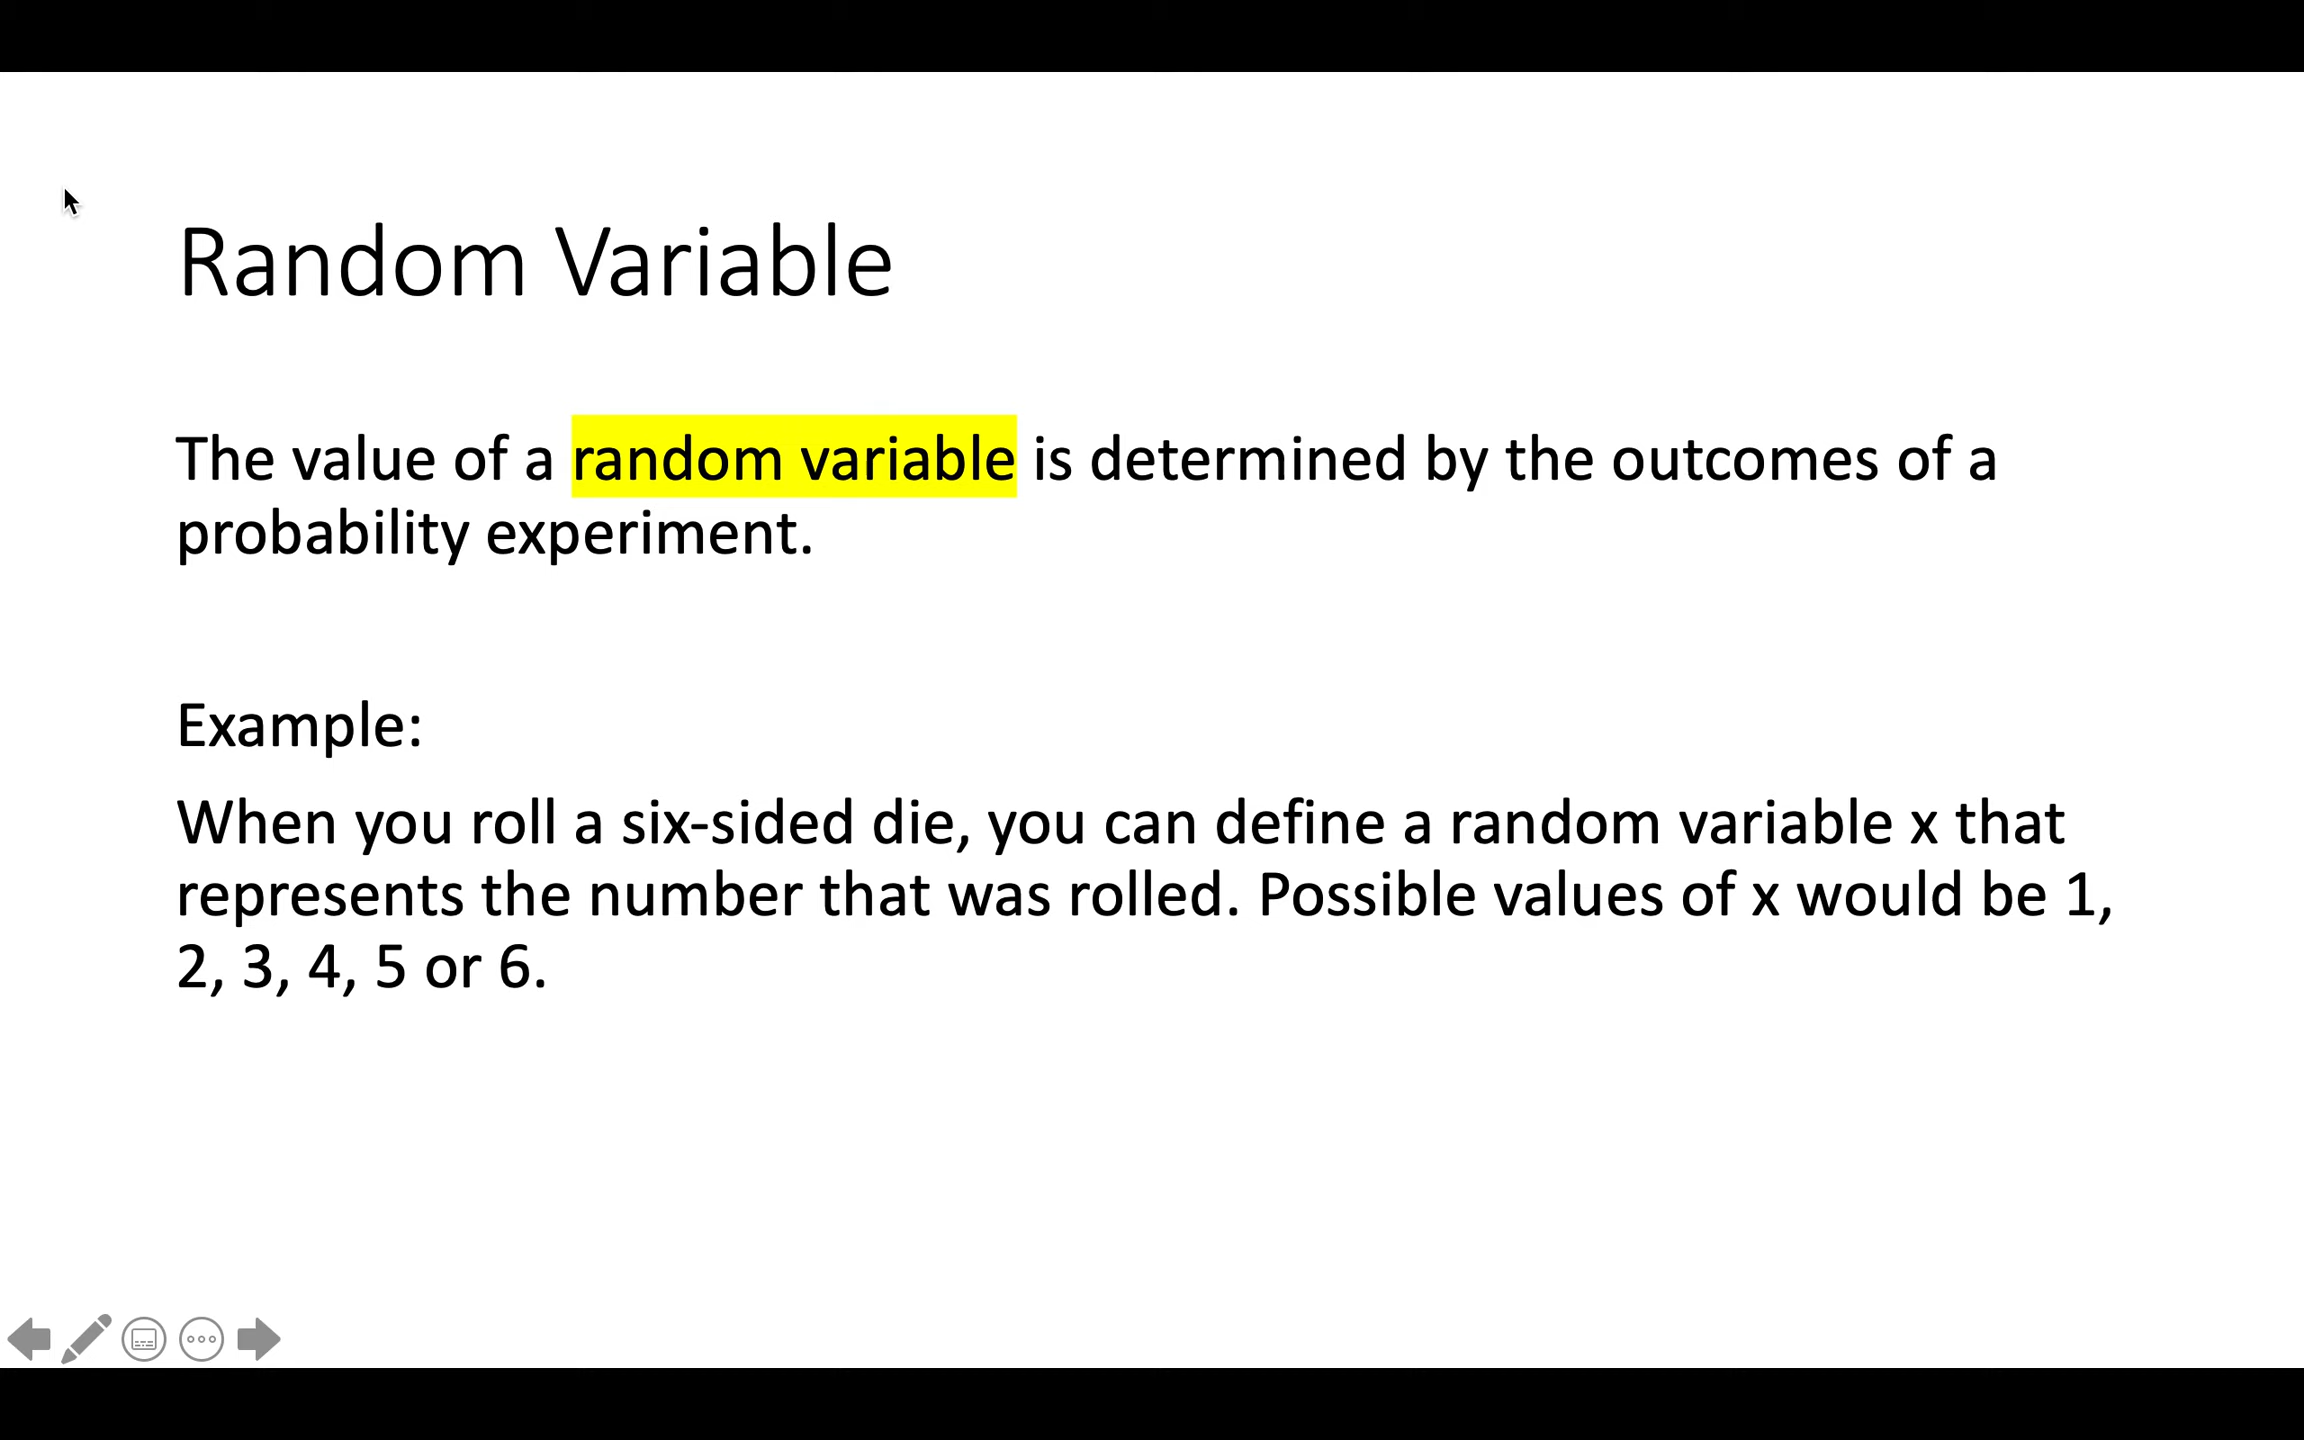 Random Variable
The value of a random variable is determined by the outcomes of a
probability experiment.
Example:
When you roll a six-sided die, you can define a random variable x that
represents the number that was rolled. Possible values of x would be 1,
2, 3, 4, 5 or 6.